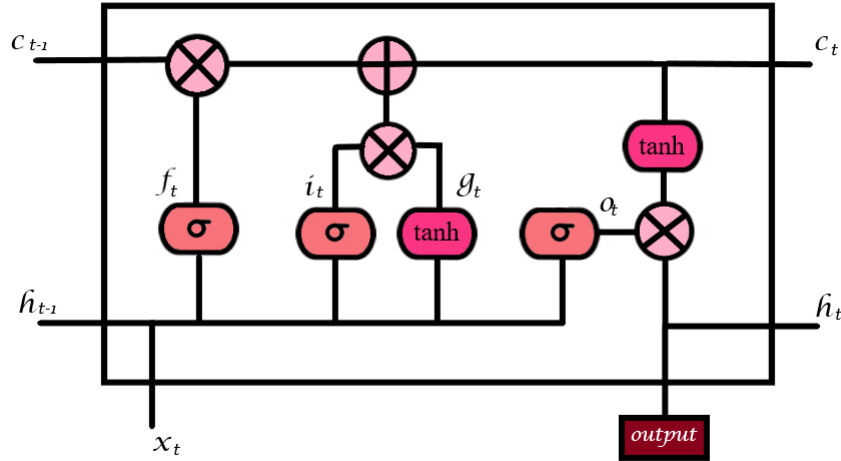 c t-1
c t
tanh
f t
i t
g t
o t
σ
σ
tanh
σ
h t-1
h t
x t
output